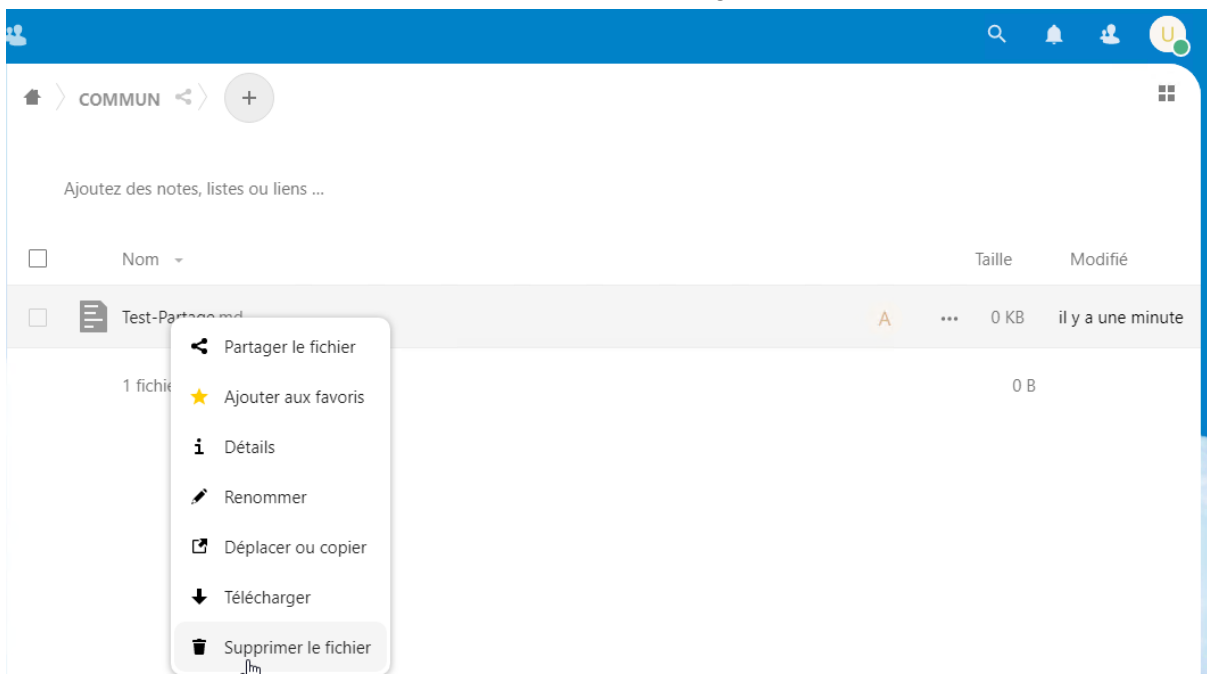 U
COMMUN
+
Ajoutez des notes, listes ou liens ...
Nom Taille Modifié
Test-Partage.md A ... 0 KB il y a une minute
Partager le fichier
1 fichie 0 B
Ajouter aux favoris
Détails
Renommer
Déplacer ou copier
Télécharger
Supprimer le fichier